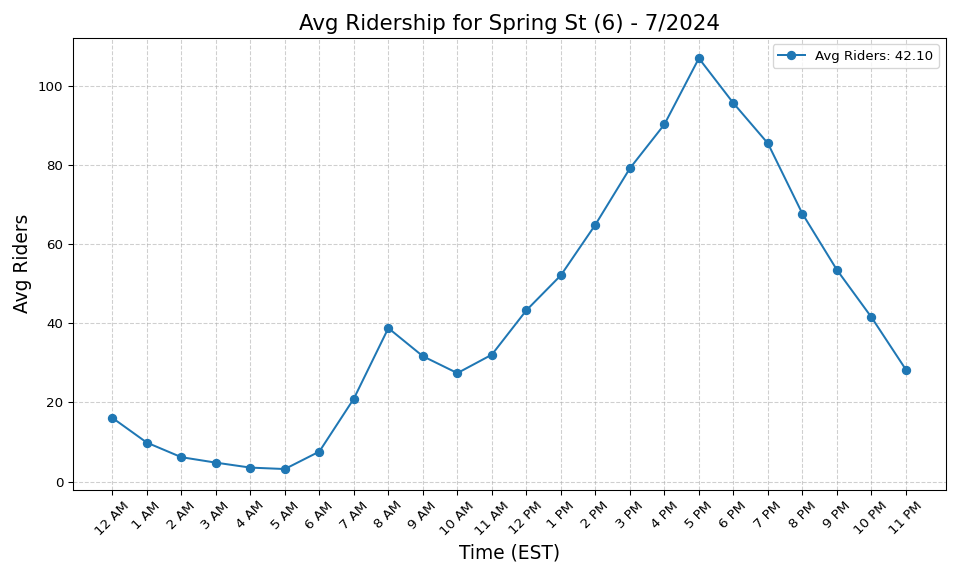 Avg Ridership for Spring St (6) - 7/2024
Avg Riders: 42.10
Avg Riders
100
80
60
40
20
0
12 AM
1 AM
2 AM
3 AM
4 AM
5 AM
6 AM
7 AM
8 AM
9 AM
10 AM
11 AM
12 PM
1 PM
2 PM
3 PM
4 PM
5 PM
6 PM
7 PM
8 PM
9 PM
10 PM
11 PM
Time (EST)